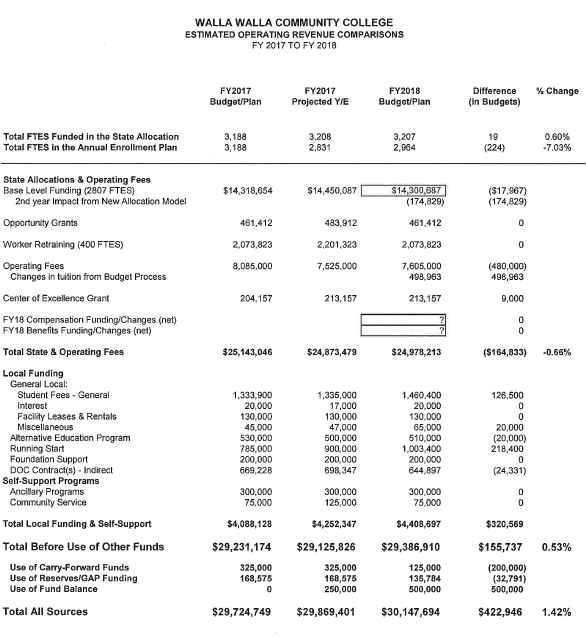 WALLA WALLA COMMUNITY COLLEGE
ESTIMATED OPERATING REVENUE COMPARISONS
FY 2017 TO FY 2018
FY2017 FY2017 FY2018 Difference % Change
Budget/Plan Projected Y/E Budget/Plan (in Budgets)
Total FTES Funded in the State Allocation 3,188 3,208 3,207 19 0.60%
Total FTES in the Annual Enrollment Plan 3,188 2,831 2,964 (224) -7.03%
State Allocations & Operating Fees
Base Level Funding (2807 FTES) $14,318,654 $14,450,087 $14,300,687 ($17,967)
2nd year Impact from New Allocation Model (174,829) (174,829)
Opportunity Grants 461,412 483,912 461,412 0
Worker Retraining (400 FTES) 2,073,823 2,201,323 2,073,823 0
Operating Fees 8,085,000 7,525,000 7,605,000 (480,000)
Changes in tuition from Budget Process 498,963 498,963
Center of Excellence Grant 204,157 213,157 213,157 9,000
FY18 Compensation Funding/Changes (net) ? 0
FY18 Benefits Funding/Changes (net) ? 0
Total State & Operating Fees $25,143,046 $24,873,479 $24,978,213 ($164,833) -0.66%
Local Funding
General Local:
Student Fees - General 1,333,900 1,335,000 1,460,400 126,500
Interest 20,000 17,000 20,000 0
Facility Leases & Rentals 130,000 130,000 130,000 0
Miscellaneous 45,000 47,000 65,000 20,000
Alternative Education Program 530,000 500,000 510,000 (20,000)
Running Start 785,000 900,000 1,003,400 218,400
Foundation Support 200,000 200,000 200,000 0
DOC Contract(s) - Indirect 669,228 698,347 644,897 (24,331)
Self-Support Programs
Ancillary Programs 300,000 300,000 300,000 0
Community Service 75,000 125,000 75,000 0
Total Local Funding & Self-Support $4,088,128 $4,252,347 $4,408,697 $320,569
Total Before Use of Other Funds $29,231,174 $29,125,826 $29,386,910 $155,737 0.53%
Use of Carry-Forward Funds 325,000 325,000 125,000 (200,000)
Use of Reserves/GAP Funding 168,575 168,575 135,784 (32,791)
Use of Fund Balance 0 250,000 500,000 500,000
Total All Sources $29,724,749 $29,869,401 $30,147,694 $422,946 1.42%